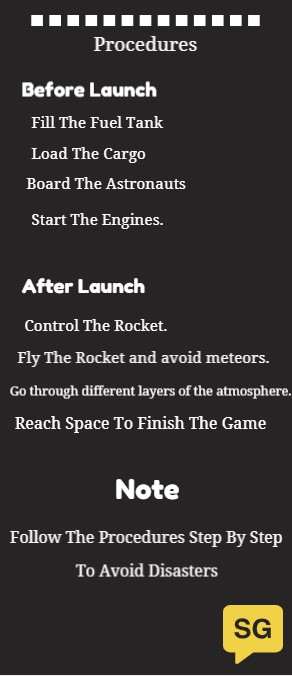 Procedures
Before Launch
Fill The Fuel Tank
Load The Cargo
Board The Astronauts
Start The Engines.
After Launch
Control The Rocket.
Fly The Rocket and avoid meteors.
Go through different layers of the atmosphere.
Reach Space To Finish The Game
Note
Follow The Procedures Step By Step
To Avoid Disasters
SG